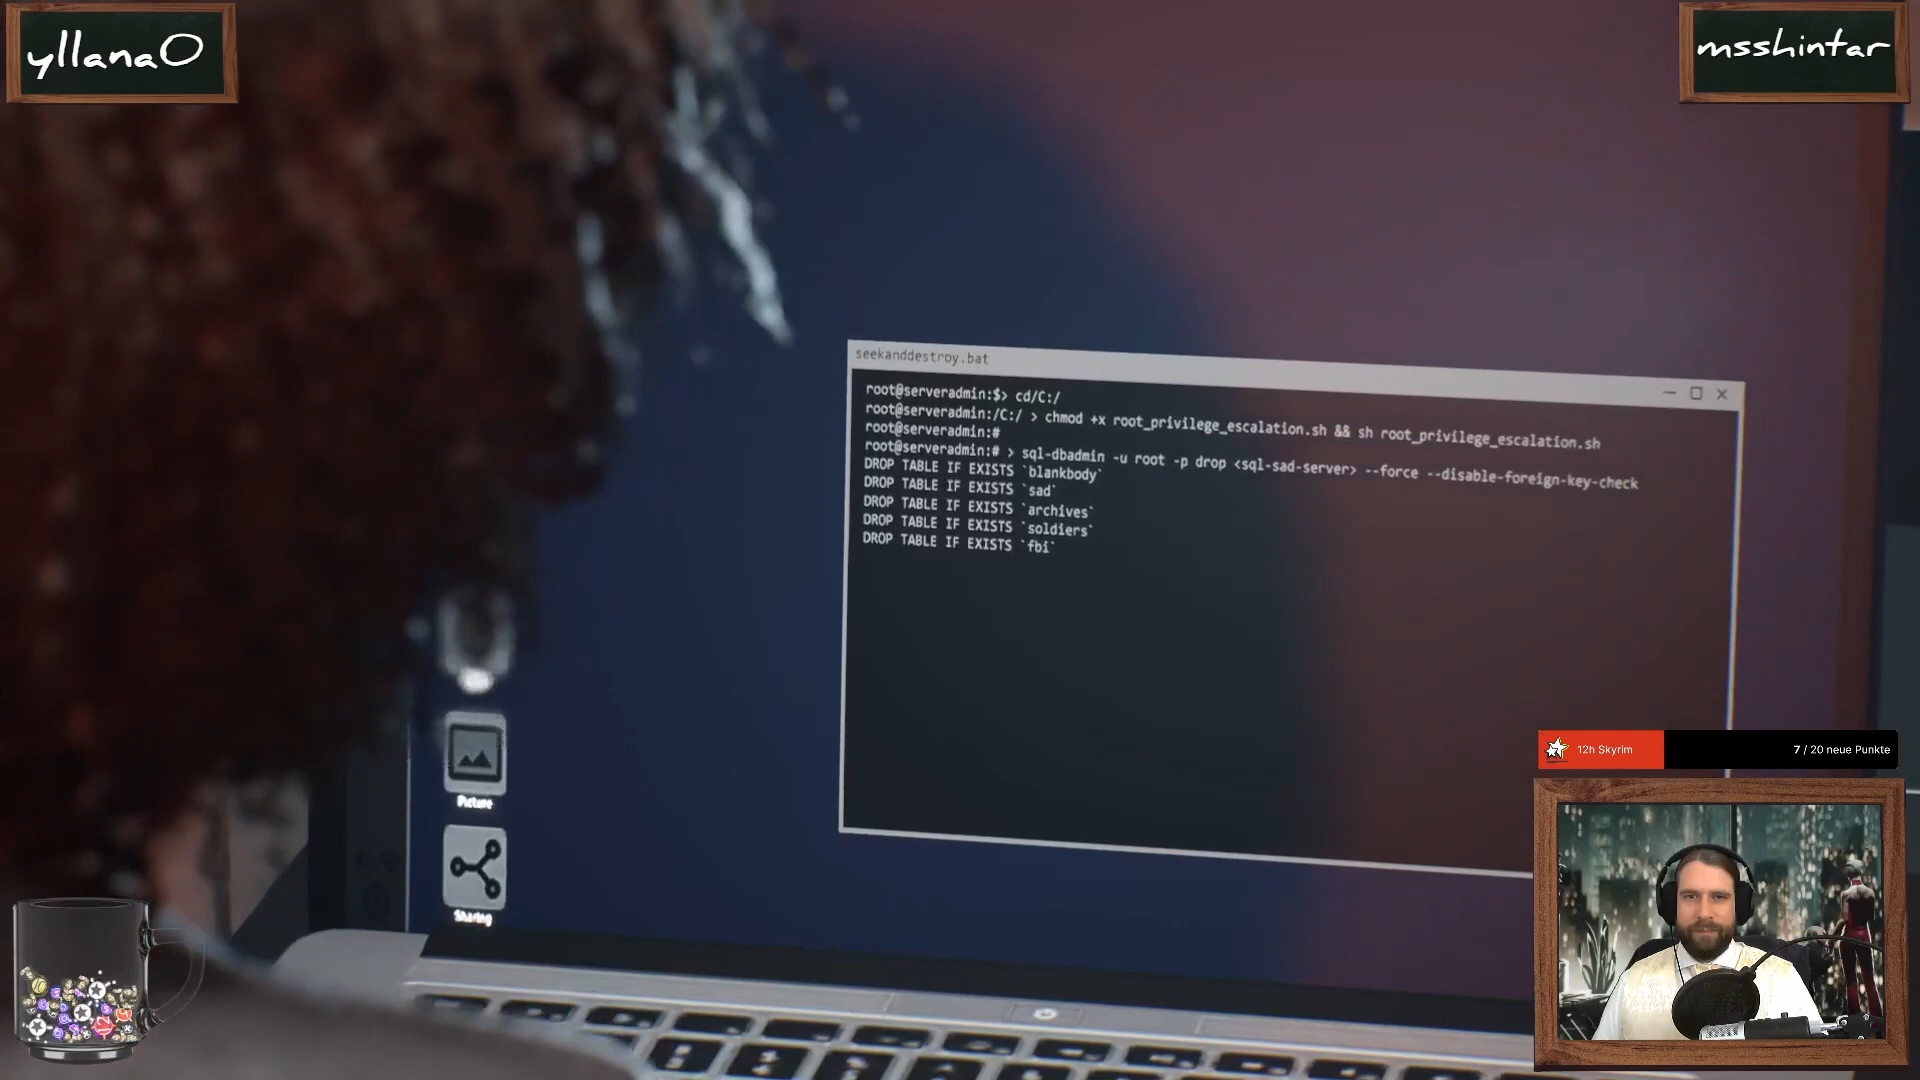 yllana0
msshintar
seekanddestroy.bat
root@serveradmin:$> cd/C:/
root@serveradmin:/C:/ > chmod +x root_privilege_escalation.sh && sh root_privilege_escalation.sh
root@serveradmin:#
root@serveradmin:# > sql-dbadmin -u root -p drop <sql-sad-server> --force --disable-foreign-key-check
DROP TABLE IF EXISTS `blankbody`
DROP TABLE IF EXISTS `sad`
DROP TABLE IF EXISTS `archives`
DROP TABLE IF EXISTS `soldiers`
DROP TABLE IF EXISTS `fbi`
12h Skyrim
7 / 20 neue Punkte
Picture
Sharing